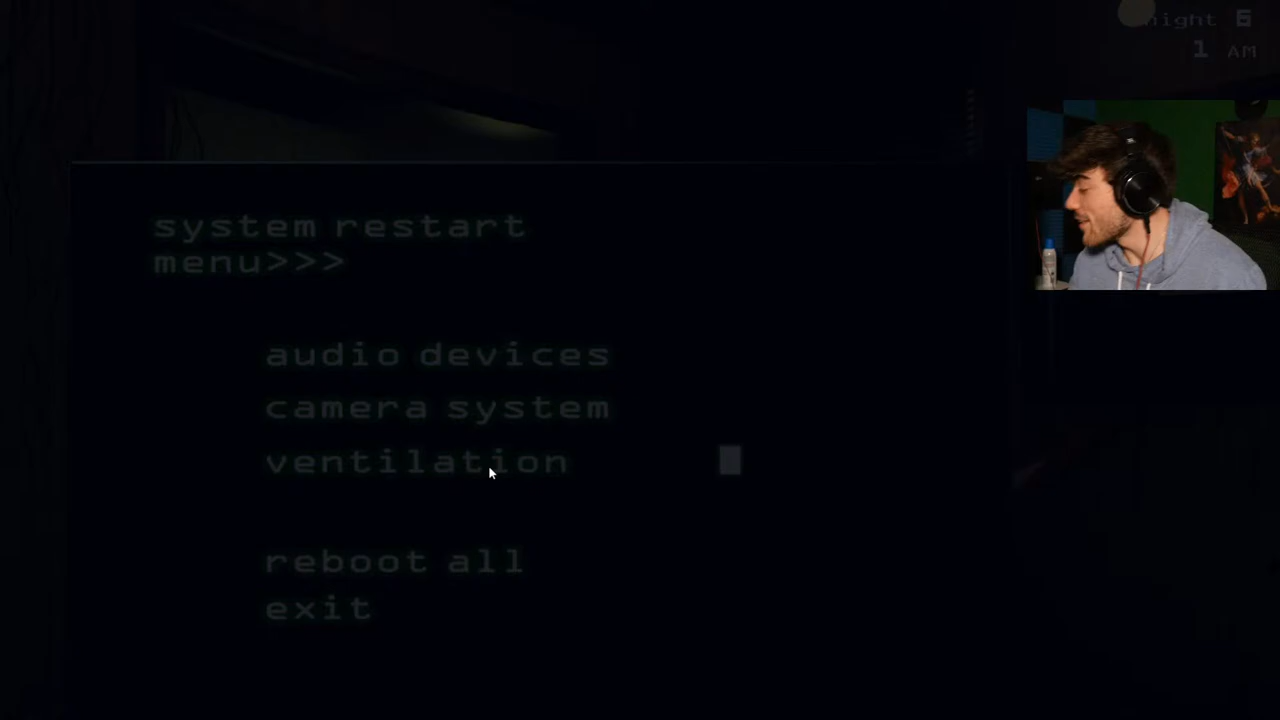 night 6
1 AM
system restart
menu>>>
audio devices
camera system
ventilation
reboot all
exit